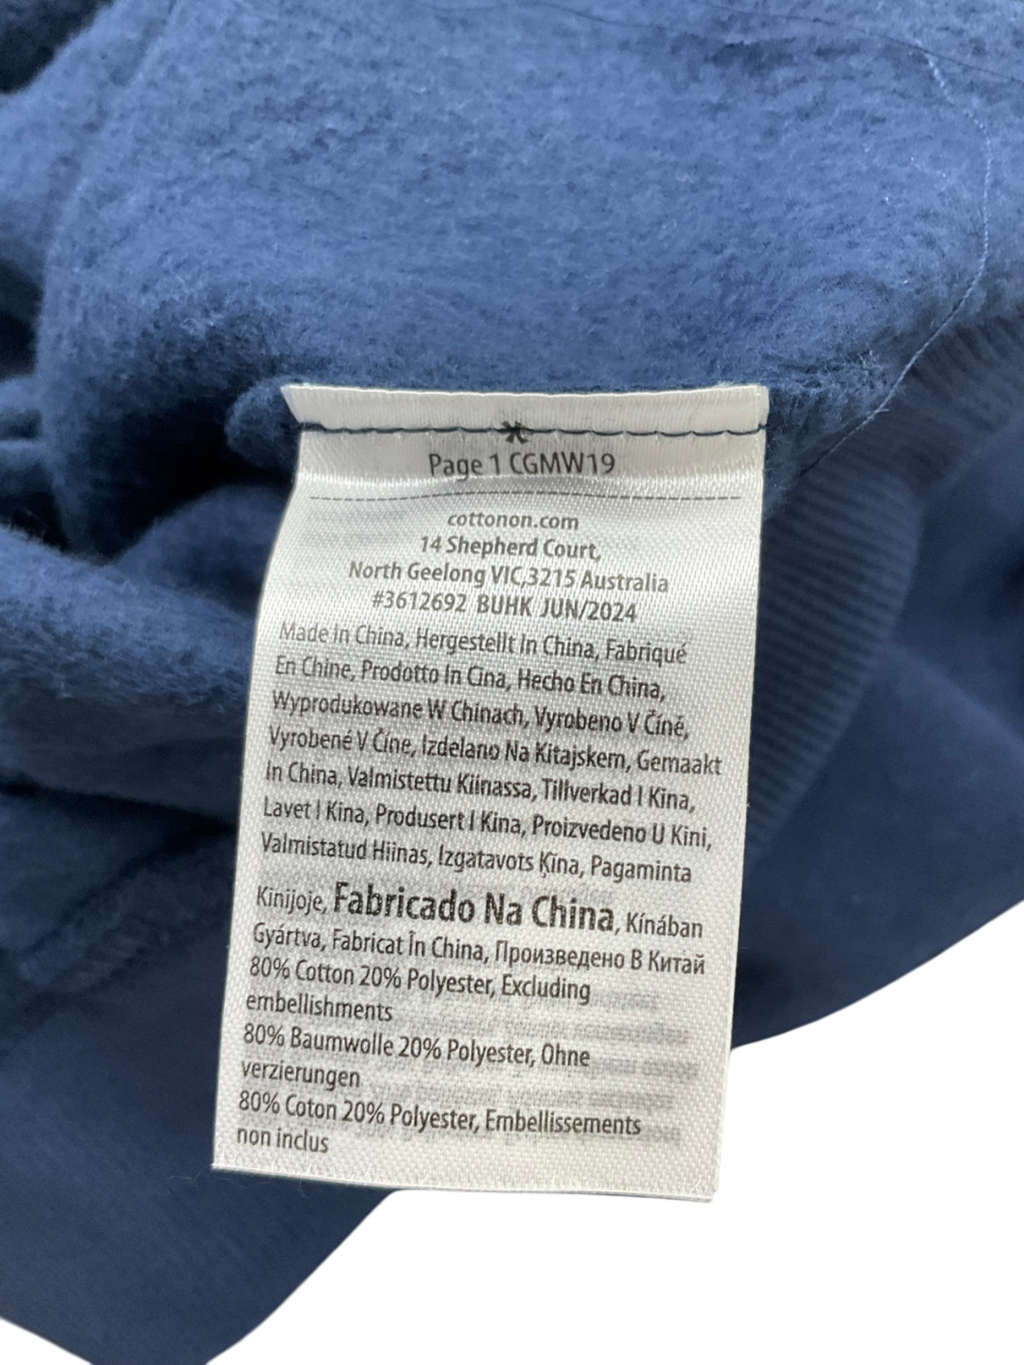 Page 1 CGMW19
cottonon.com
14 Shepherd Court,
North Geelong VIC,3215 Australia
#3612692 BUHK JUN/2024
Made In China, Hergestellt In China, Fabriqué
En Chine, Prodotto In Cina, Hecho En China,
Wyprodukowane W Chinach, Vyrobeno V Číně,
Vyrobené V Číne, Izdelano Na Kitajskem, Gemaakt
In China, Valmistettu Kiinassa, Tillverkad I Kina,
Lavet I Kina, Produsert I Kina, Proizvedeno U Kini,
Valmistatud Hiinas, Izgatavots Ķīna, Pagaminta
Kinijoje, Fabricado Na China, Kínában
Gyártva, Fabricat În China, Произведено В Китай
80% Cotton 20% Polyester, Excluding
embellishments
80% Baumwolle 20% Polyester, Ohne
verzierungen
80% Coton 20% Polyester, Embellissements
non inclus